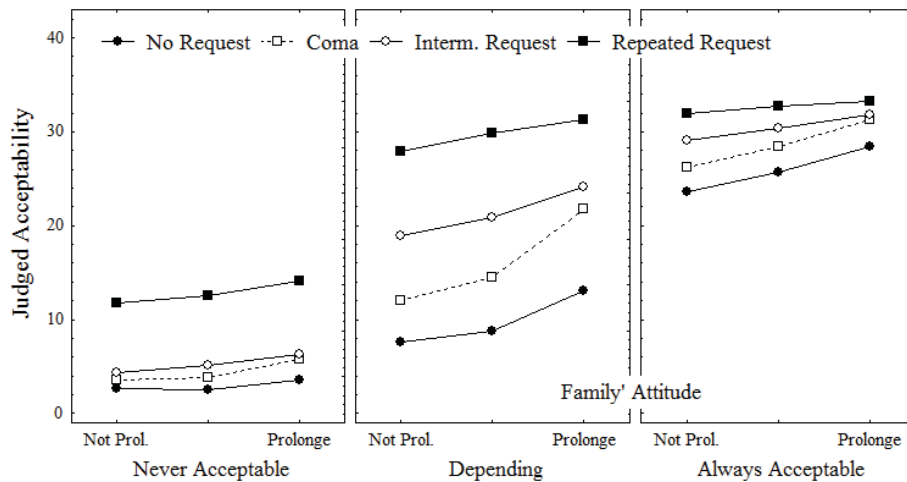 40
No Request Coma Interm. Request Repeated Request
30
20
10
0
Judged Acceptability
Family' Attitude
Not Prol. Prolonge Not Prol. Prolonge Not Prol. Prolonge
Never Acceptable Depending Always Acceptable